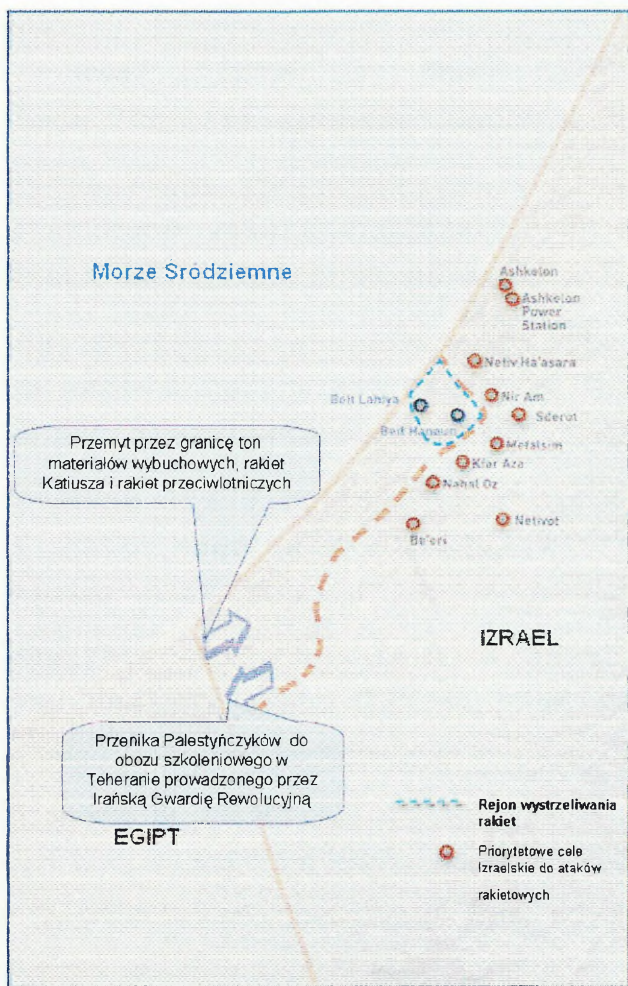 Morze Śródziemne
Ashkelon
Ashkelon
Power
Station
Netiv Ha'asara
Beit Lahiya
Nir Am
Sderot
Beit Hanoun
Mefalsim
Kfar Aza
Nahal Oz
Netivot
Be'eri
Przemyt przez granicę ton
materiałów wybuchowych, rakiet
Katiusza i rakiet przeciwlotniczych
IZRAEL
Przenika Palestyńczyków do
obozu szkoleniowego w
Teheranie prowadzonego przez
Irańską Gwardię Rewolucyjną
EGIPT
Rejon wystrzeliwania
rakiet
Priorytetowe cele
Izraelskie do ataków
rakietowych